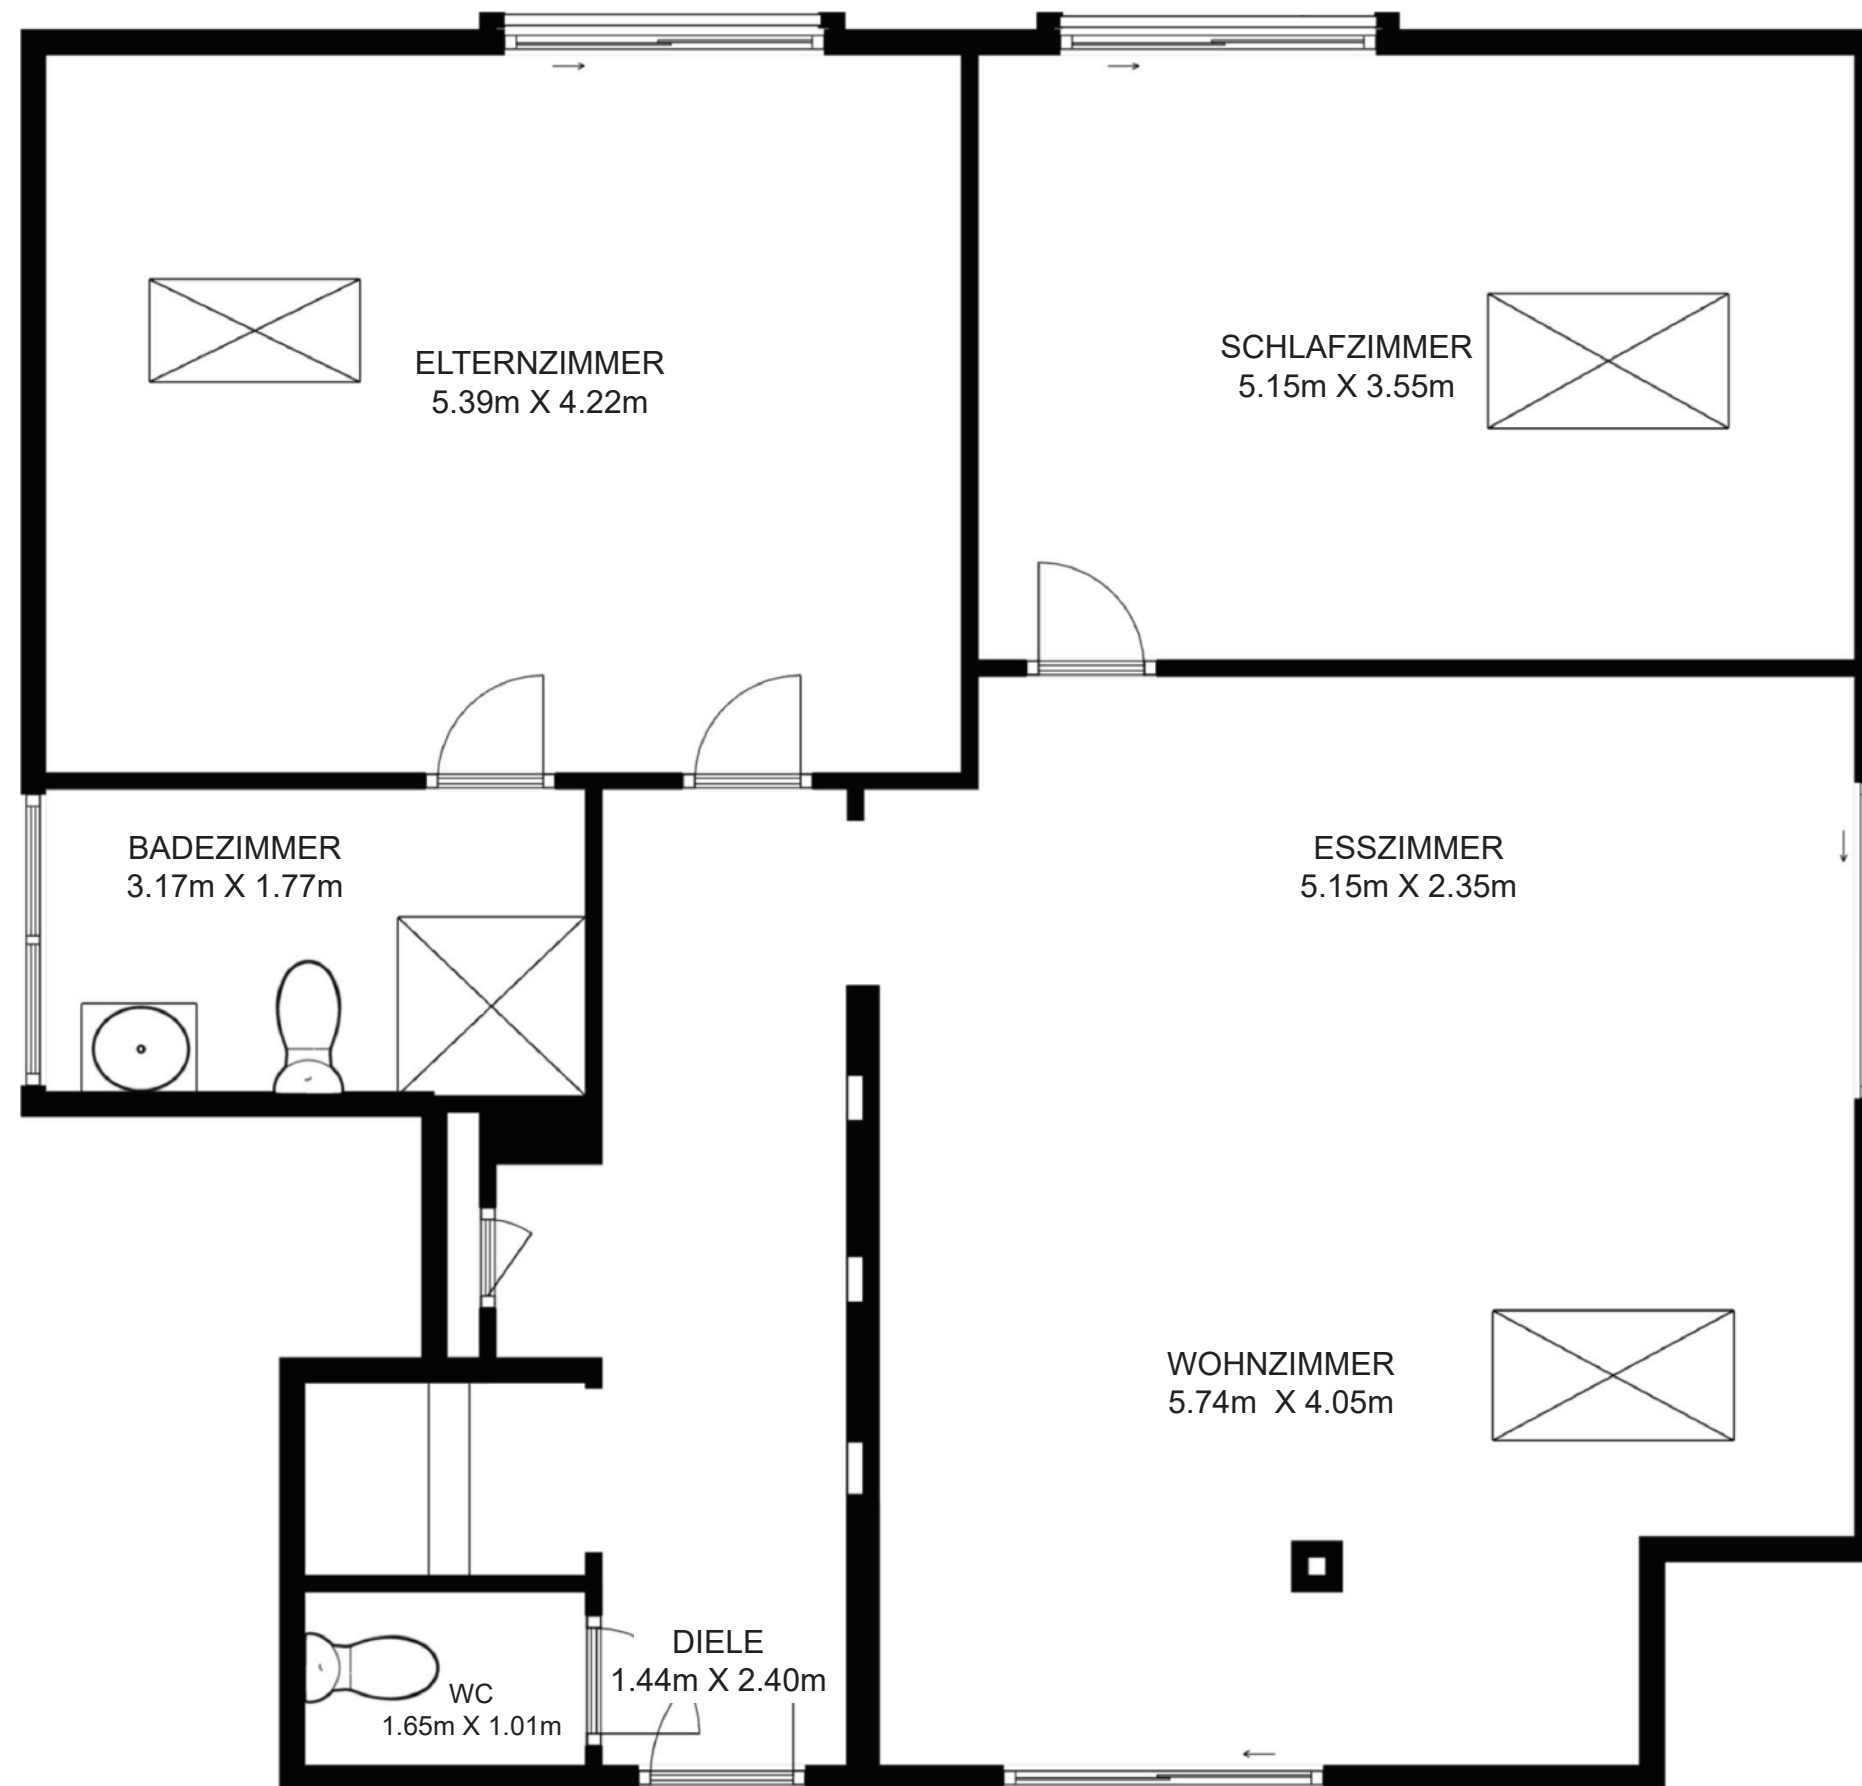 ELTERNZIMMER
5.39m X 4.22m
SCHLAFZIMMER
5.15m X 3.55m
BADEZIMMER
3.17m X 1.77m
ESSZIMMER
5.15m X 2.35m
WOHNZIMMER
5.74m  X 4.05m
DIELE
1.44m X 2.40m
WC
1.65m X 1.01m